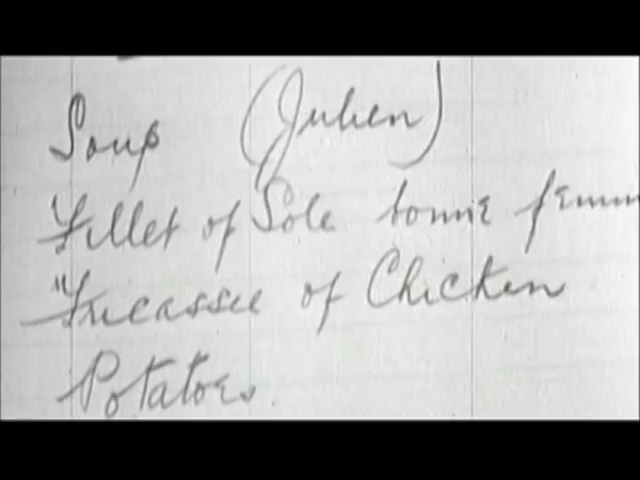 Soup (Julien)
Fillet of Sole bonne femm
Fricassee of Chicken
Potatoes.